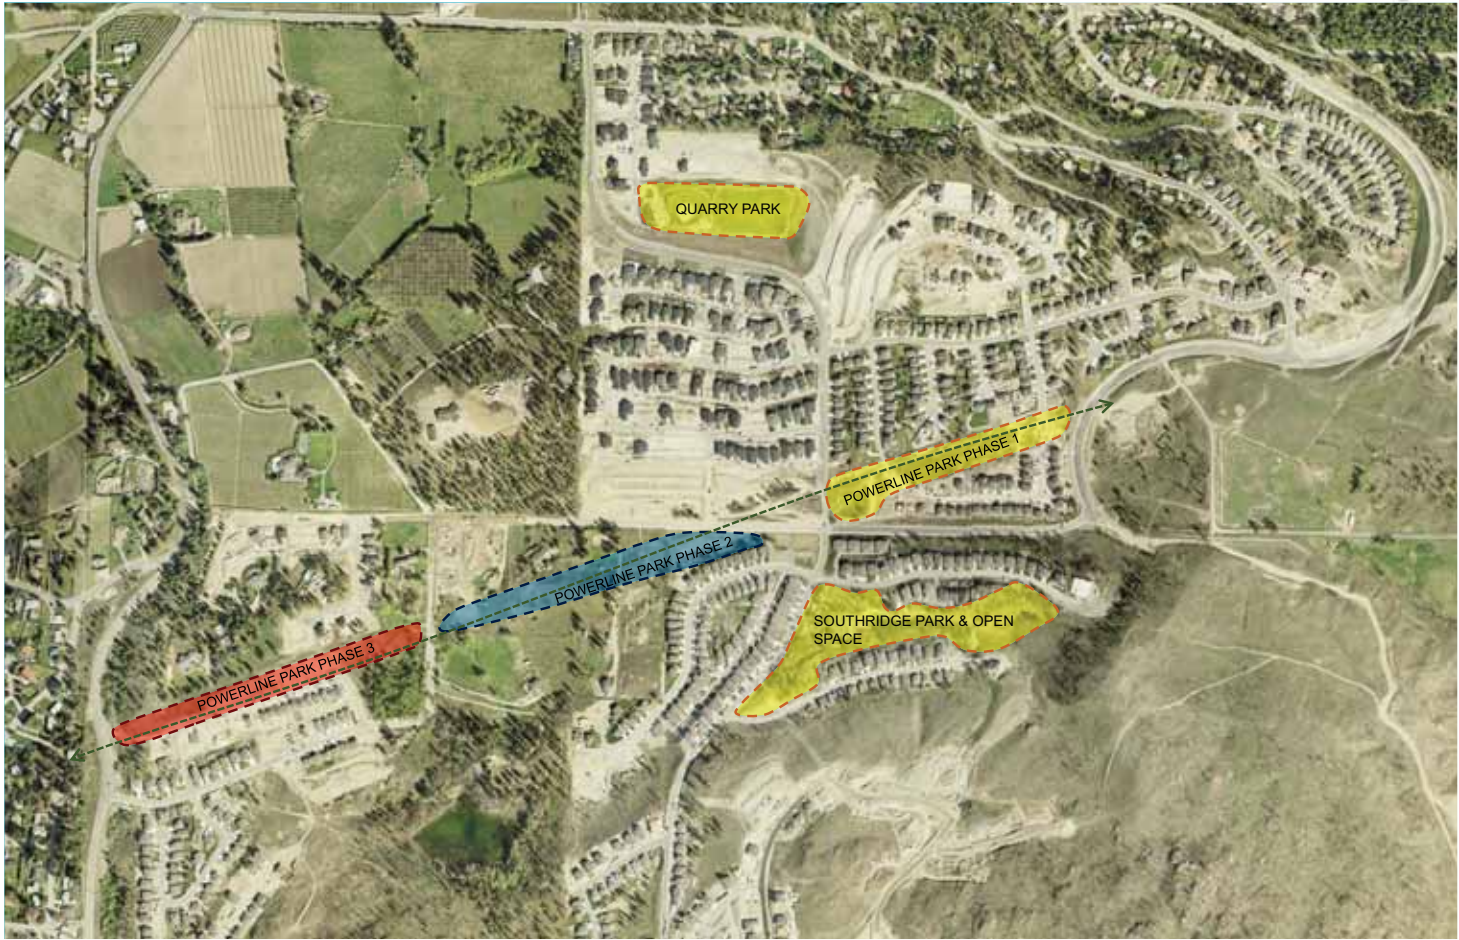 QUARRY PARK
POWERLINE PARK PHASE 1
POWERLINE PARK PHASE 2
SOUTHRIDGE PARK & OPEN
SPACE
POWERLINE PARK PHASE 3